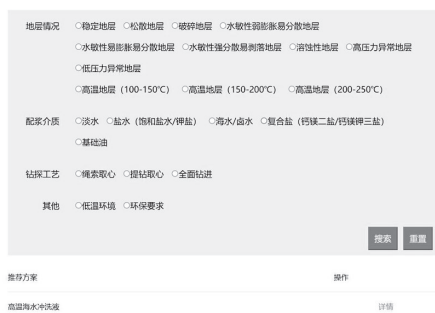 地层情况 ○稳定地层 ○松散地层 ○破碎地层 ○水敏性弱膨胀易分散地层
○水敏性易膨胀易分散地层 ○水敏性强分散易剥落地层 ○溶蚀性地层 ○高压力异常地层
○低压力异常地层
○高温地层（100-150℃） ○高温地层（150-200℃） ○高温地层（200-250℃）
配浆介质 ○淡水 ○盐水（饱和盐水/钾盐） ○海水/卤水 ○复合盐（钙镁二盐/钙镁钾三盐）
○基础油
钻探工艺 ○绳索取心 ○提钻取心 ○全面钻进
其他 ○低温环境 ○环保要求
搜索 重置
推荐方案 操作
高温海水冲洗液 详情